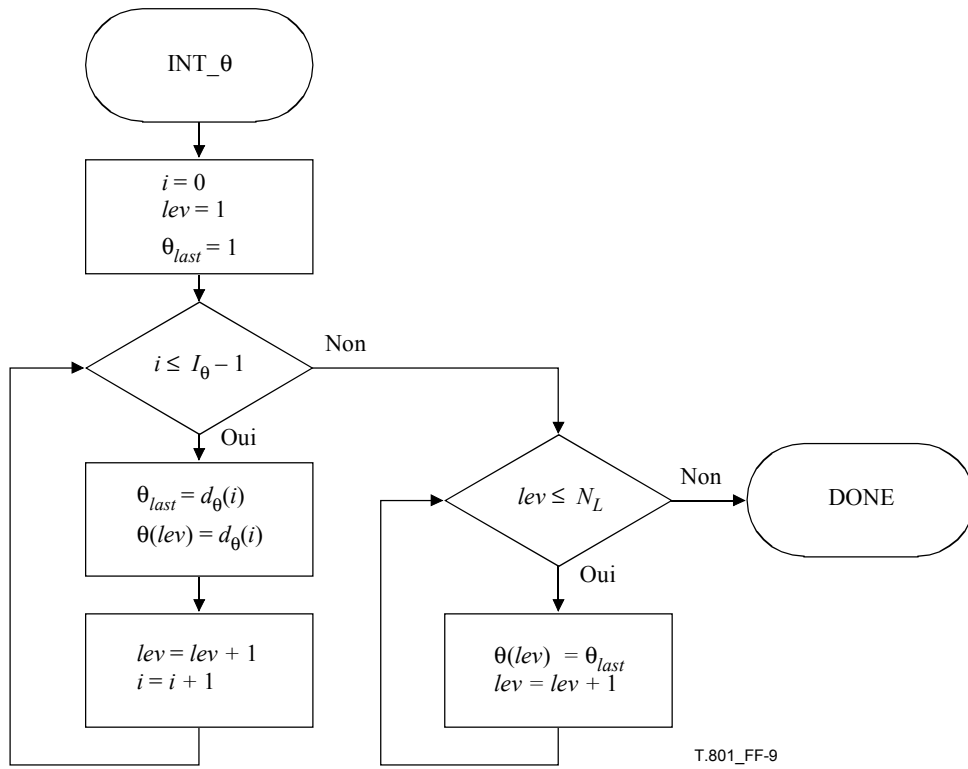 INT_θ
i = 0
lev = 1
θlast = 1
i ≤ Iθ – 1
Non
Oui
θlast = dθ(i)
θ(lev) = dθ(i)
lev = lev + 1
i = i + 1
lev ≤ NL
Non
DONE
Oui
θ(lev) = θlast
lev = lev + 1
T.801_FF-9